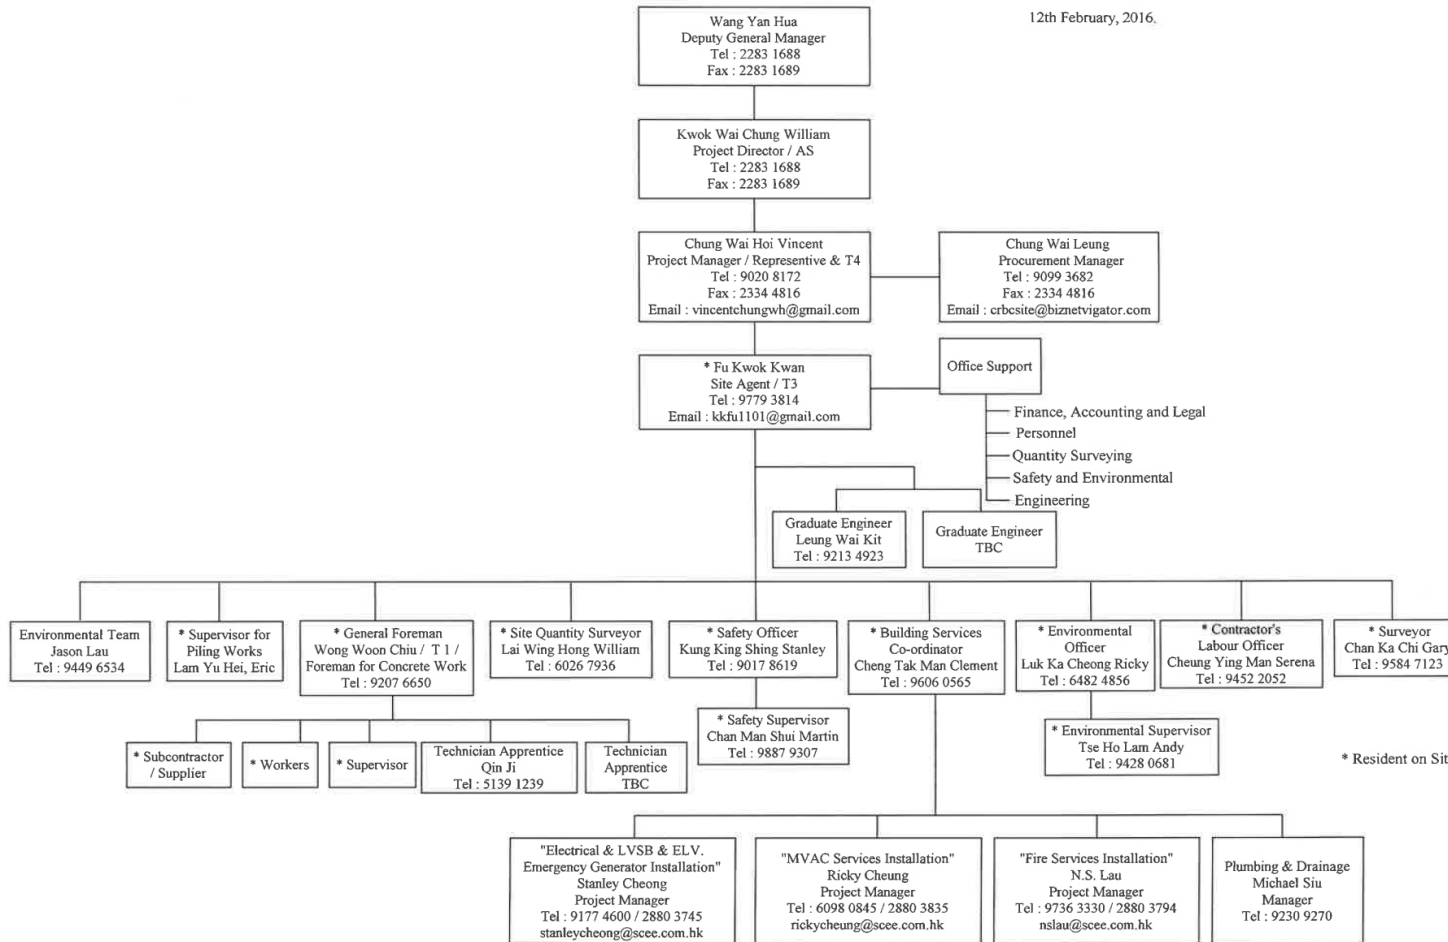 12th February, 2016.
Wang Yan Hua
Deputy General Manager
Tel : 2283 1688
Fax : 2283 1689
Kwok Wai Chung William
Project Director / AS
Tel : 2283 1688
Fax : 2283 1689
Chung Wai Hoi Vincent
Project Manager / Representive & T4
Tel : 9020 8172
Fax : 2334 4816
Email : vincentchungwh@gmail.com
Chung Wai Leung
Procurement Manager
Tel : 9099 3682
Fax : 2334 4816
Email : crbcsite@biznetvigator.com
* Fu Kwok Kwan
Site Agent / T3
Tel : 9779 3814
Email : kkfu1101@gmail.com
Office Support
Finance, Accounting and Legal
Personnel
Quantity Surveying
Safety and Environmental
Engineering
Graduate Engineer
Leung Wai Kit
Tel : 9213 4923
Graduate Engineer
TBC
Environmental Team
Jason Lau
Tel : 9449 6534
* Supervisor for
Piling Works
Lam Yu Hei, Eric
* General Foreman
Wong Woon Chiu / T 1 /
Foreman for Concrete Work
Tel : 9207 6650
* Site Quantity Surveyor
Lai Wing Hong William
Tel : 6026 7936
* Safety Officer
Kung King Shing Stanley
Tel : 9017 8619
* Building Services
Co-ordinator
Cheng Tak Man Clement
Tel : 9606 0565
* Environmental
Officer
Luk Ka Cheong Ricky
Tel : 6482 4856
* Contractor's
Labour Officer
Cheung Ying Man Serena
Tel : 9452 2052
* Surveyor
Chan Ka Chi Gary
Tel : 9584 7123
* Subcontractor
/ Supplier
* Workers
* Supervisor
Technician Apprentice
Qin Ji
Tel : 5139 1239
Technician
Apprentice
TBC
* Safety Supervisor
Chan Man Shui Martin
Tel : 9887 9307
* Environmental Supervisor
Tse Ho Lam Andy
Tel : 9428 0681
* Resident on Sit
"Electrical & LVSB & ELV.
Emergency Generator Installation"
Stanley Cheong
Project Manager
Tel : 9177 4600 / 2880 3745
stanleycheong@scee.com.hk
"MVAC Services Installation"
Ricky Cheung
Project Manager
Tel : 6098 0845 / 2880 3835
rickycheung@scee.com.hk
"Fire Services Installation"
N.S. Lau
Project Manager
Tel : 9736 3330 / 2880 3794
nslau@scee.com.hk
Plumbing & Drainage
Michael Siu
Manager
Tel : 9230 9270